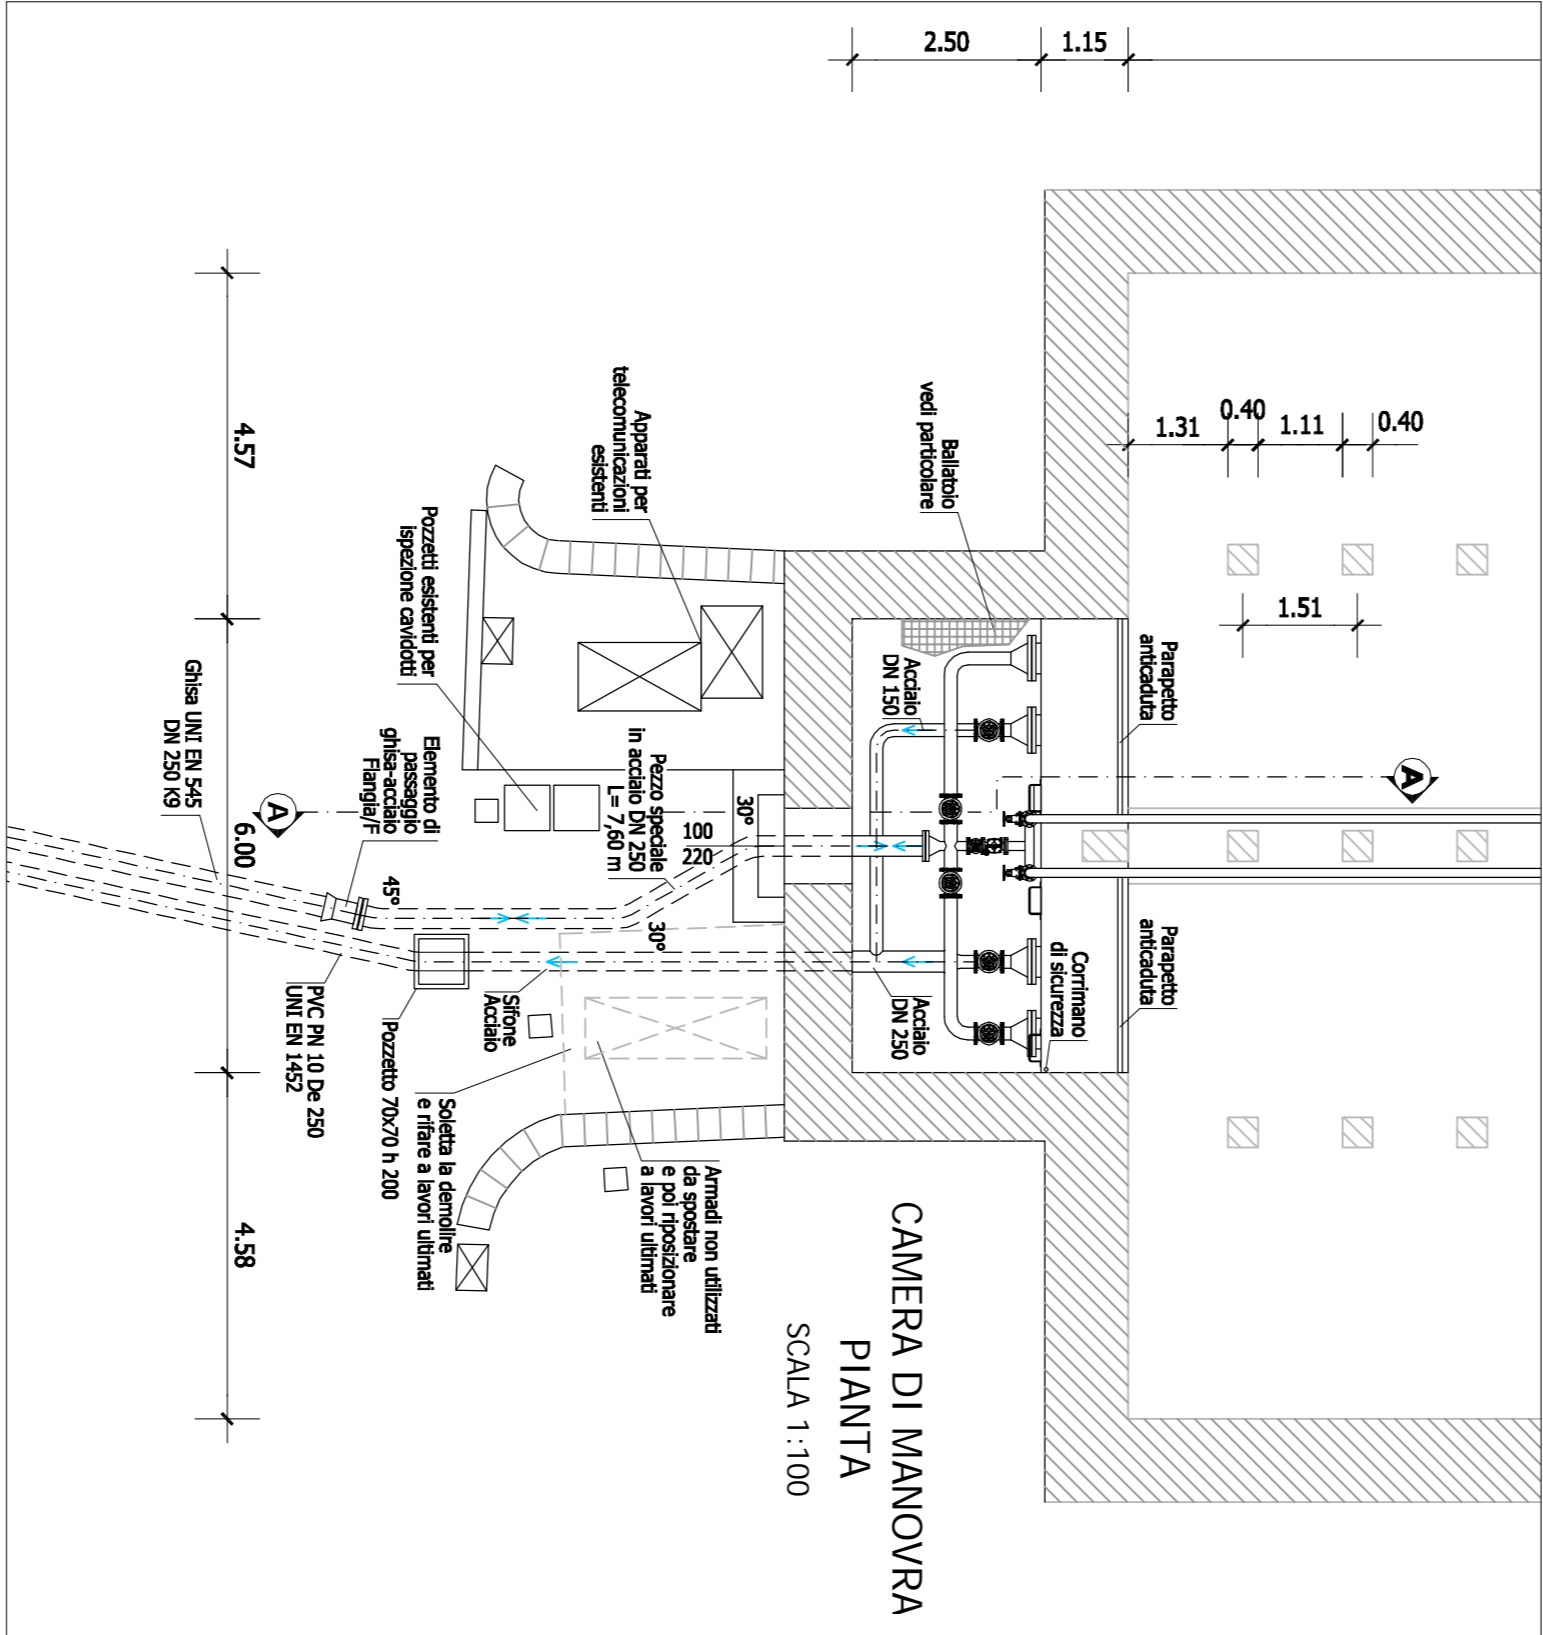 2.50
1.15
0.40
1.31
1.11
0.40
1.51
Ballatoio
vedi particolare
Apparati per
telecomunicazioni
esistenti
Parapetto
anticaduta
Acciaio
DN 150
Pozzetti esistenti per
ispezione cavidotti
Pezzo speciale
in acciaio DN 250
L= 7,60 m
30°
100
220
A
A
4.57
6.00
4.58
Ghisa UNI EN 545
DN 250 K9
Elemento di
passaggio
ghisa-acciaio
Flangia/F
45°
30°
Parapetto
anticaduta
Corrimano
di sicurezza
Acciaio
DN 250
Sifone
Acciaio
PVC PN 10 De 250
UNI EN 1452
Pozzetto 70x70 h 200
Soletta la demolire
e rifare a lavori ultimati
Armadi non utilizzati
da spostare
e poi riposizionare
a lavori ultimati
CAMERA DI MANOVRA
PIANTA
SCALA 1:100